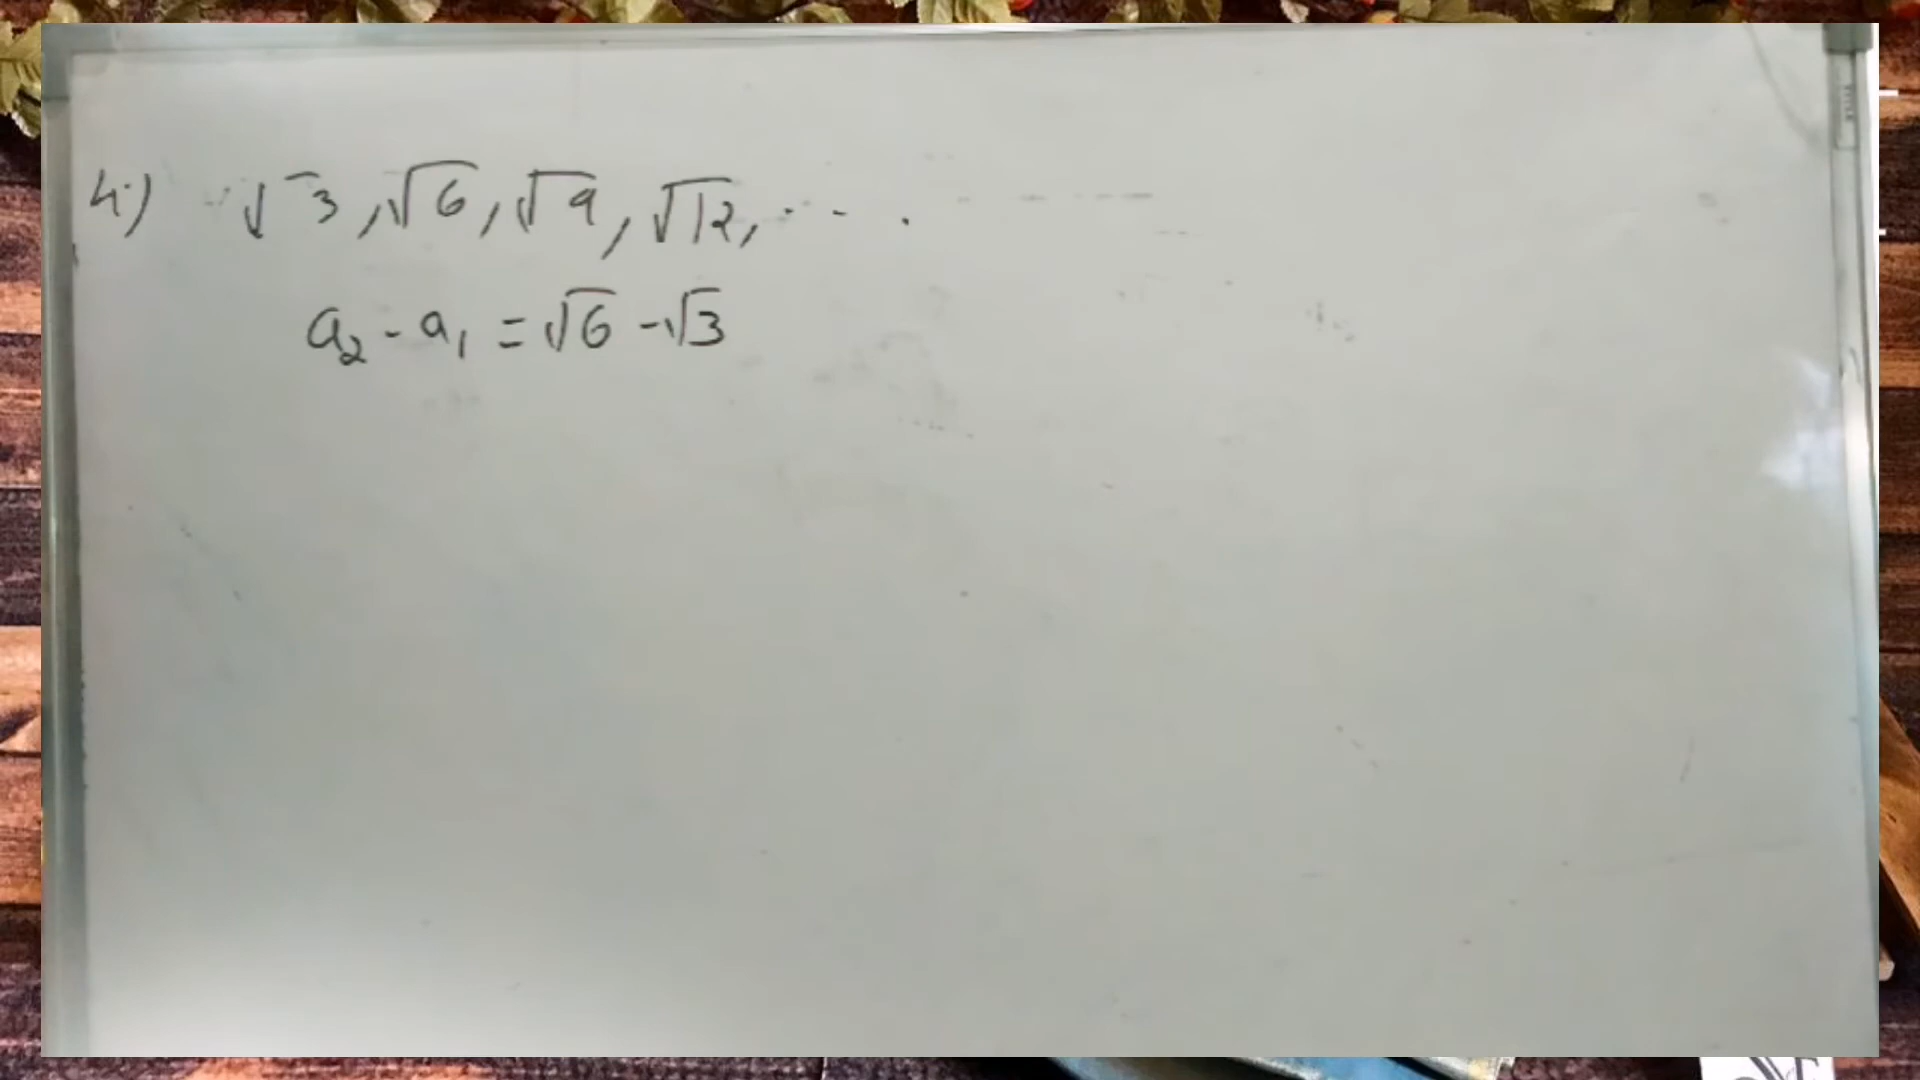 4.) √3, √6, √9, √12, ....
a₂ - a₁ = √6 - √3